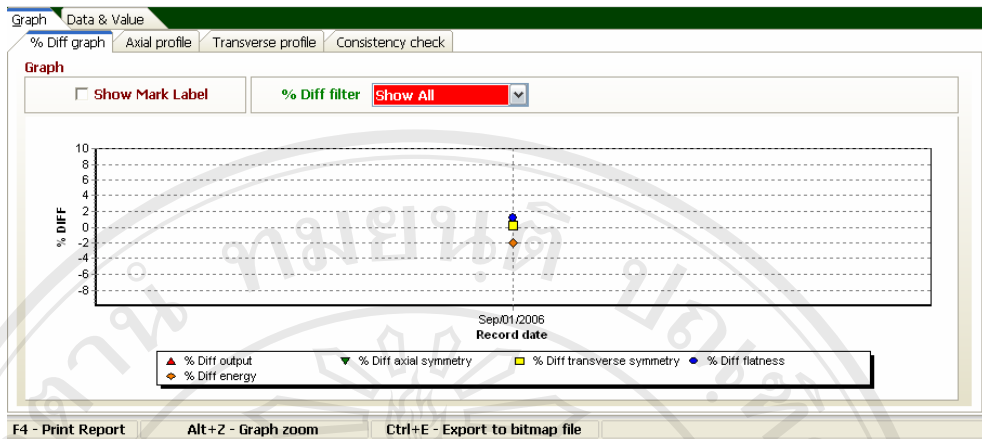 Graph Data & Value
% Diff graph Axial profile Transverse profile Consistency check
Graph
Show Mark Label % Diff filter Show All
10
8
6
4
2
0
-2
-4
-6
-8
% DIFF
Sep/01/2006
Record date
% Diff output % Diff axial symmetry % Diff transverse symmetry % Diff flatness
% Diff energy
F4 - Print Report Alt+Z - Graph zoom Ctrl+E - Export to bitmap file